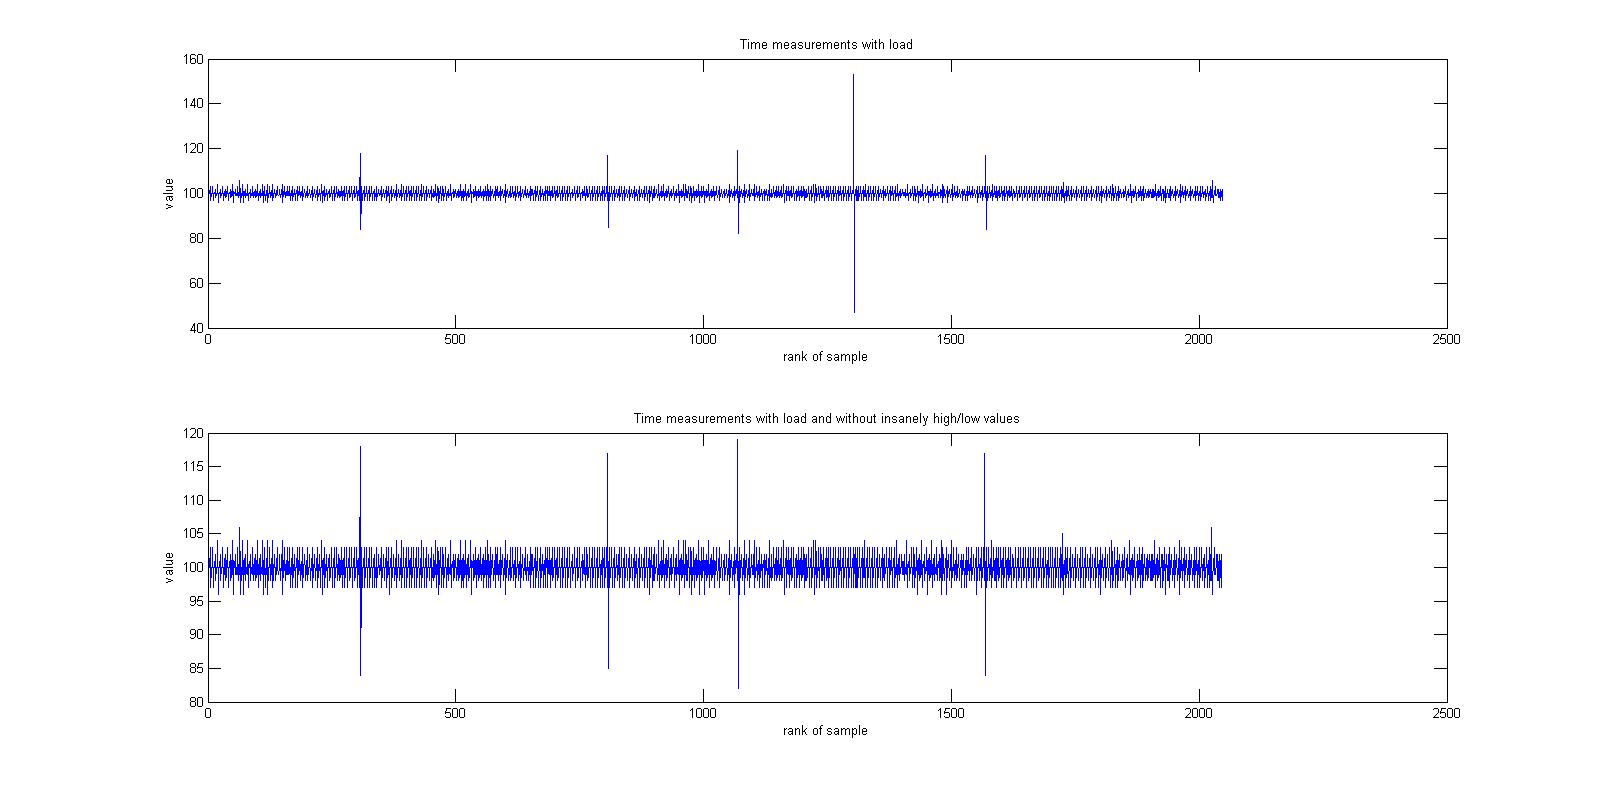 Time measurements with load
160
140
120
100
80
60
40
value
0 500 1000 1500 2000 2500
rank of sample
Time measurements with load and without insanely high/low values
120
115
110
105
100
95
90
85
80
value
0 500 1000 1500 2000 2500
rank of sample